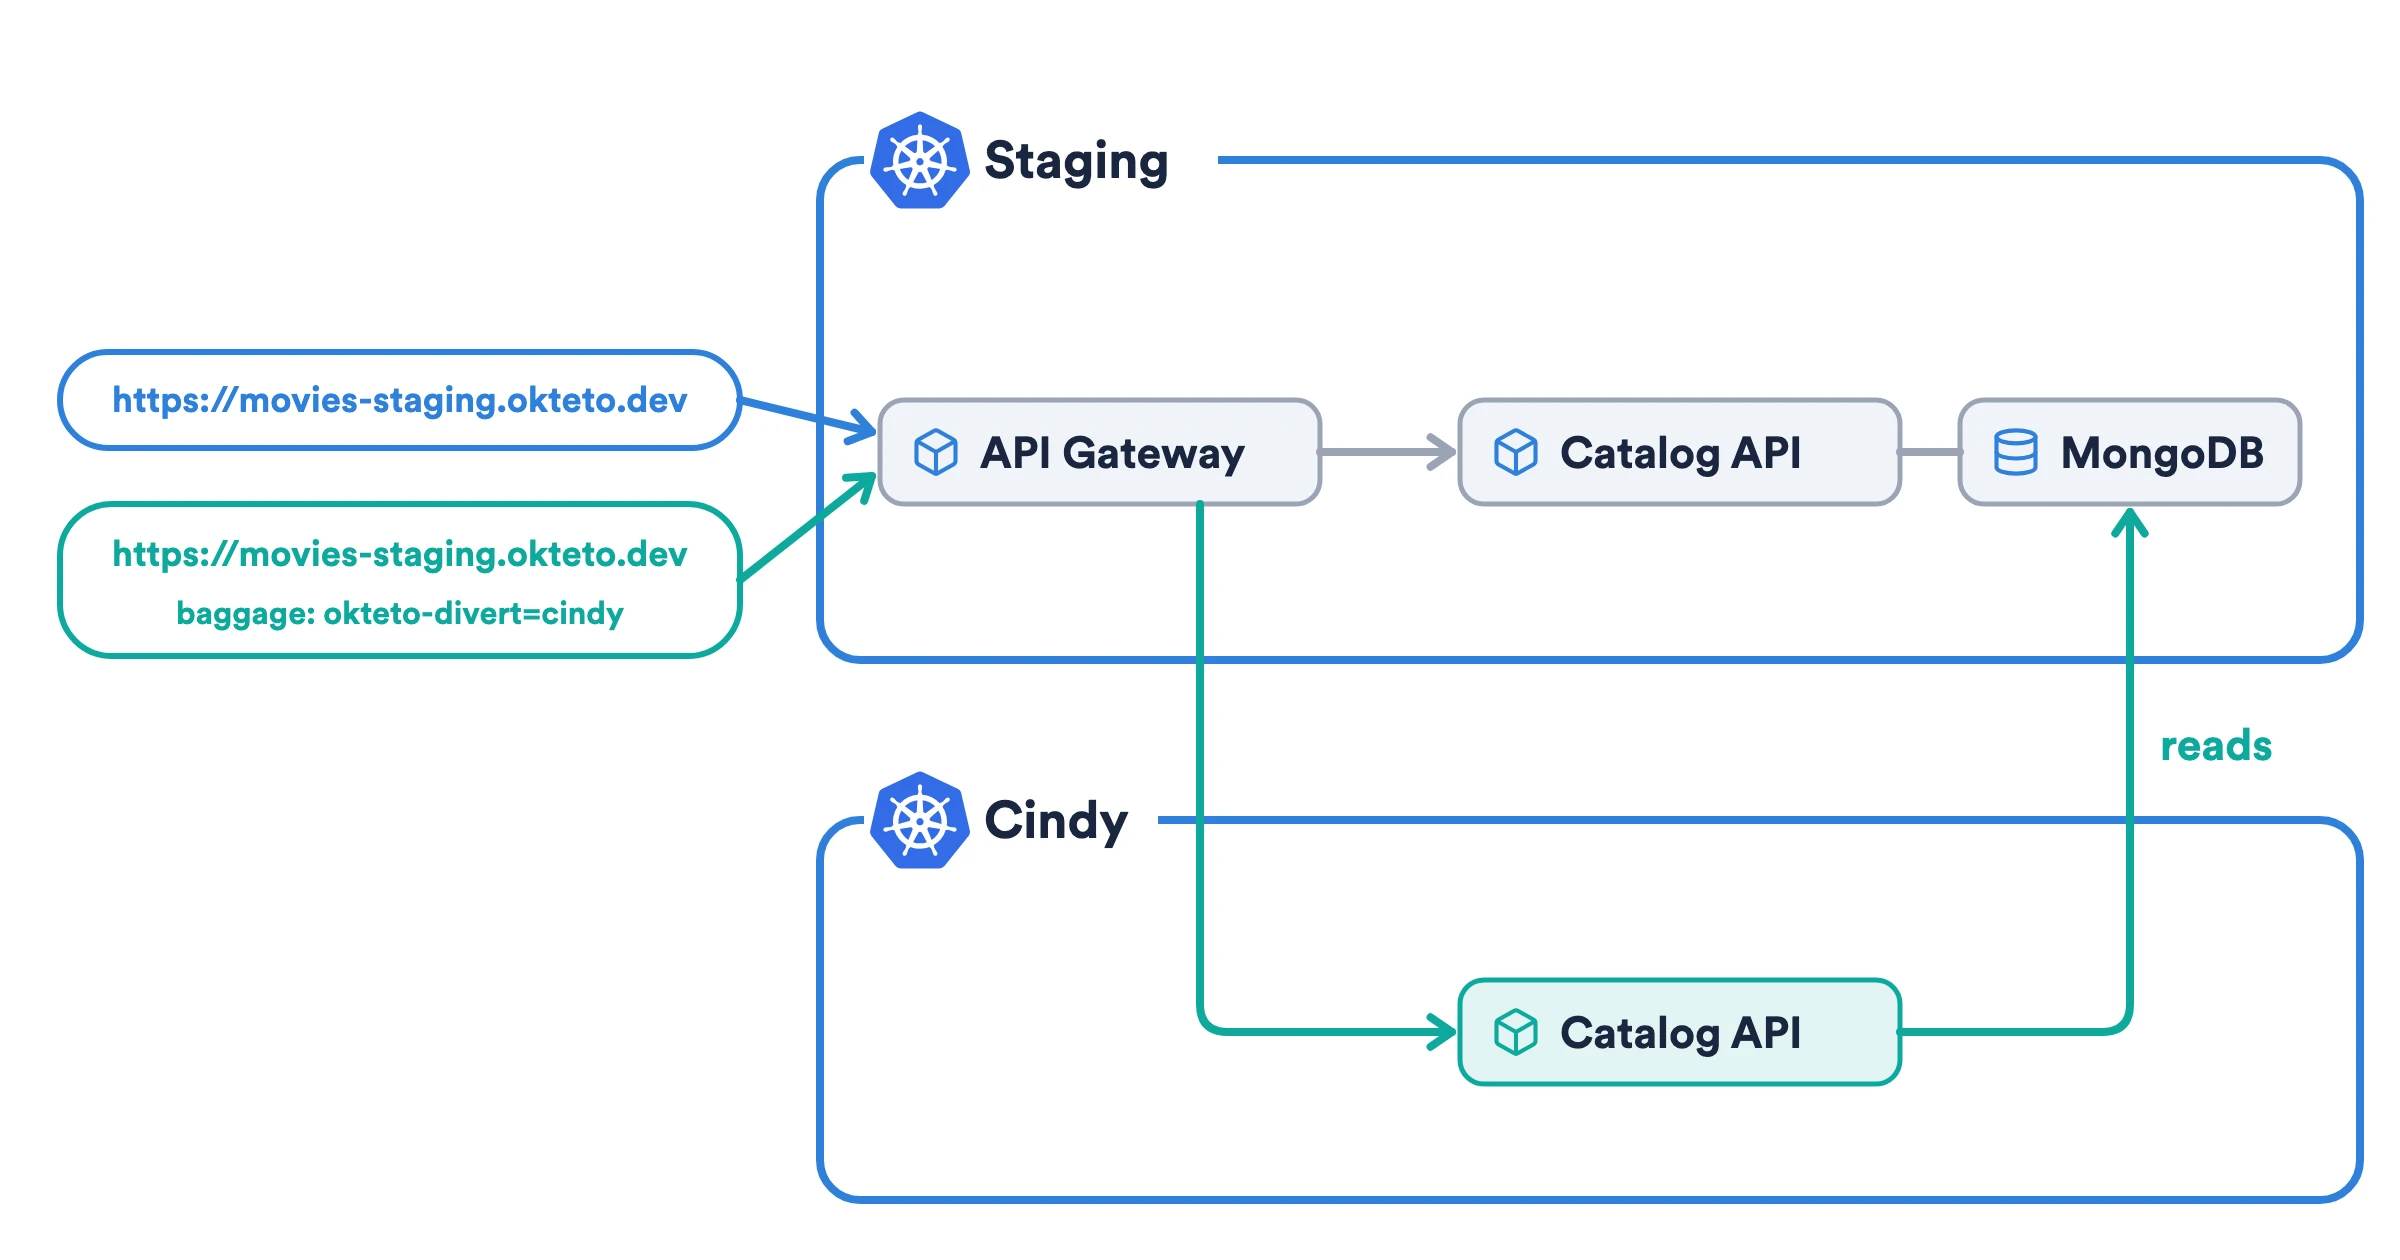 Staging
https://movies-staging.okteto.dev
https://movies-staging.okteto.dev
baggage: okteto-divert=cindy
API Gateway
Catalog API
MongoDB
reads
Cindy
Catalog API